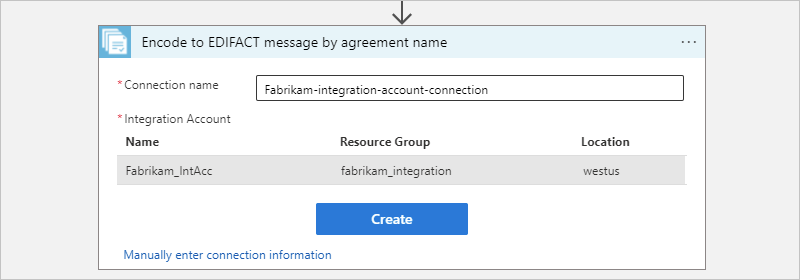 Encode to EDIFACT message by agreement name
* Connection name
Fabrikam-integration-account-connection
* Integration Account
Name Resource Group Location
Fabrikam_IntAcc fabrikam_integration westus
Create
Manually enter connection information